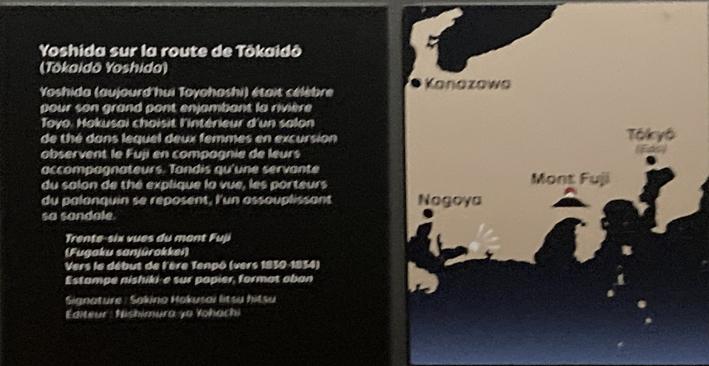 Yoshida sur la route de Tōkaidō
(Tōkaidō Yoshida)
Yoshida (aujourd'hui Toyohashi) était célèbre
pour son grand pont enjambant la rivière
Toyo. Hokusai choisit l'intérieur d'un salon
de thé dans lequel deux femmes en excursion
observent le Fuji en compagnie de leurs
accompagnateurs. Tandis qu'une servante
du salon de thé explique la vue, les porteurs
du palanquin se reposent, l'un assouplissant
sa sandale.
Trente-six vues du mont Fuji
(Fugaku sanjūrokkei)
Vers le début de l'ère Tenpō (vers 1830-1834)
Estampe nishiki-e sur papier, format oban
Signature : Sakino Hokusai Iitsu hitsu
Éditeur : Nishimura-ya Yohachi
Kanazawa
Tōkyō
(Edo)
Mont Fuji
Nagoya